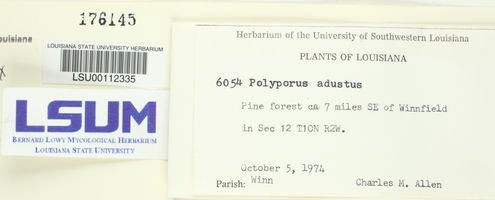 176145
ouisiana
LOUISIANA STATE UNIVERSITY HERBARIUM
LSU00112335
LSUM
BERNARD LOWY MYCOLOGICAL HERBARIUM
LOUISIANA STATE UNIVERSITY
Herbarium of the University of Southwestern Louisiana
PLANTS OF LOUISIANA
6054 Polyporus adustus
Pine forest ca 7 miles SE of Winnfield
in Sec 12 T10N R2W.
October 5, 1974
Parish: Winn
Charles M. Allen